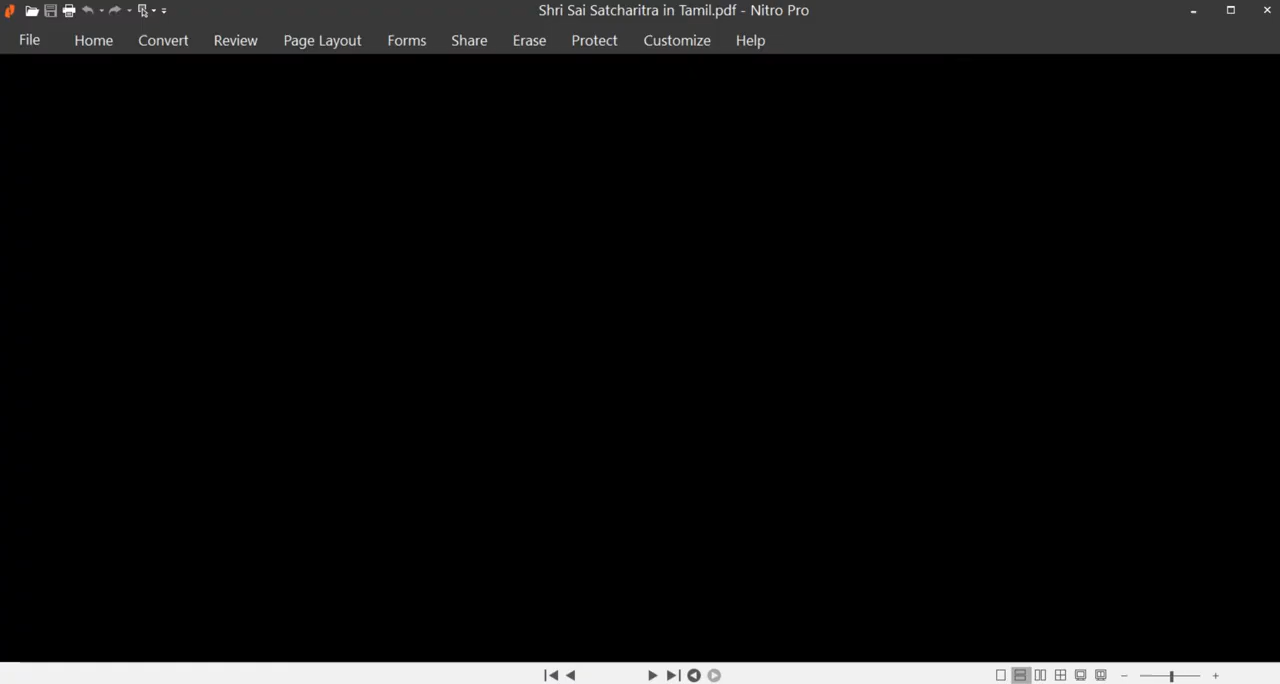 Shri Sai Satcharitra in Tamil.pdf - Nitro Pro
File Home Convert Review Page Layout Forms Share Erase Protect Customize Help